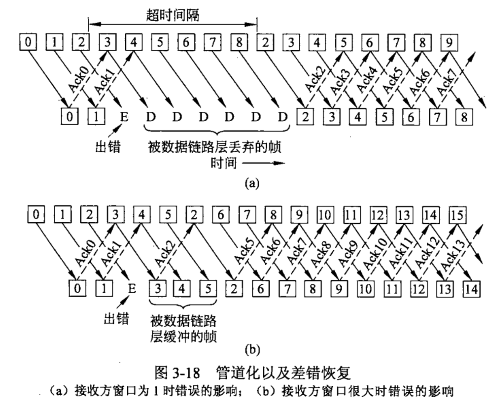 超时间隔
0 1 2 3 4 5 6 7 8 2 3 4 5 6 7 8 9
Ack0 Ack1 Ack2 Ack3 Ack4 Ack5 Ack6 Ack7
0 1 E D D D D D D 2 3 4 5 6 7 8
出错 被数据链路层丢弃的帧
时间
(a)
0 1 2 3 4 5 2 6 7 8 9 10 11 12 13 14 15
Ack0 Ack1 Ack2 Ack5 Ack6 Ack7 Ack8 Ack9 Ack10 Ack11 Ack12 Ack13
0 1 E 3 4 5 2 6 7 8 9 10 11 12 13 14
出错 被数据链路
层缓冲的帧
(b)
图 3-18 管道化以及差错恢复
(a)接收方窗口为1时错误的影响；(b)接收方窗口很大时错误的影响